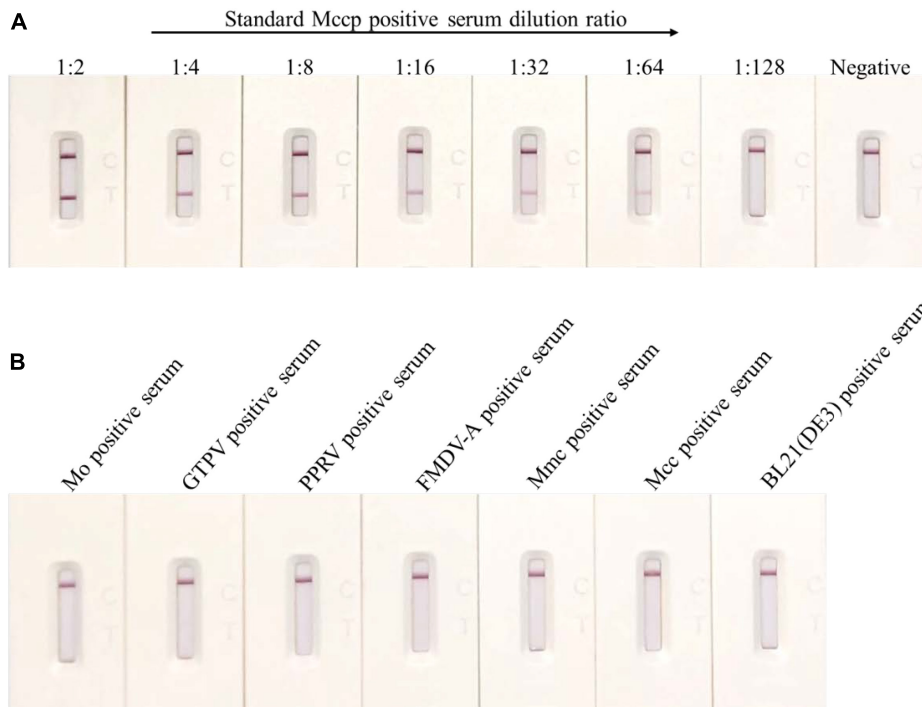 A
Standard Mccp positive serum dilution ratio
1:2 1:4 1:8 1:16 1:32 1:64 1:128 Negative
C C C C C C C
T T T T T T T
B
Mo positive serum
GTPV positive serum
PPRV positive serum
FMDV-A positive serum
Mmc positive serum
Mcc positive serum
BL21(DE3) positive serum
C C C C C C
T T T T T T